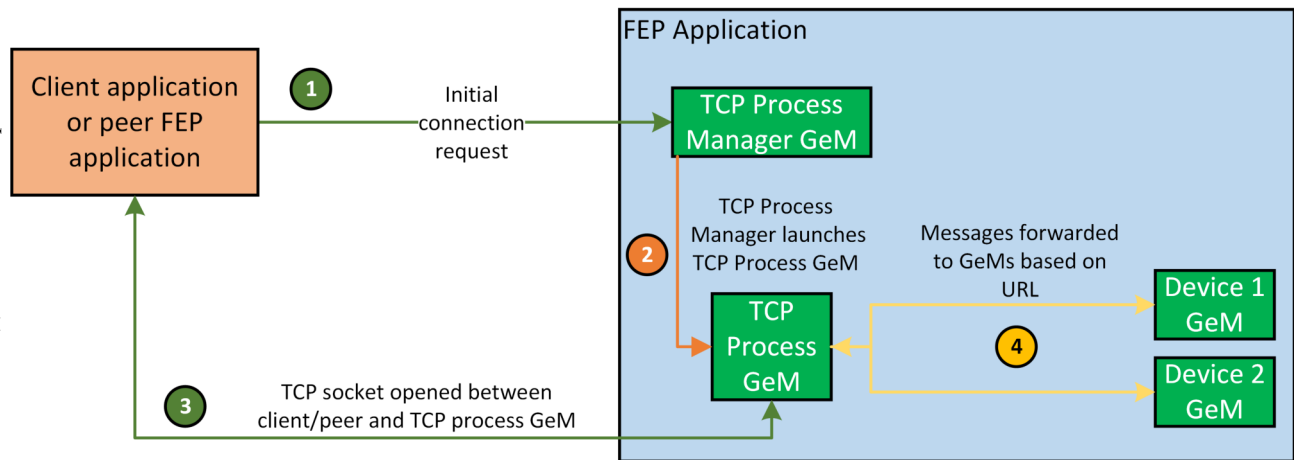 FEP Application
Client application
or peer FEP
application
1
Initial
connection
request
TCP Process
Manager GeM
2
TCP Process
Manager launches
TCP Process GeM
Messages forwarded
to GeMs based on
URL
TCP
Process
GeM
4
Device 1
GeM
Device 2
GeM
3
TCP socket opened between
client/peer and TCP process GeM